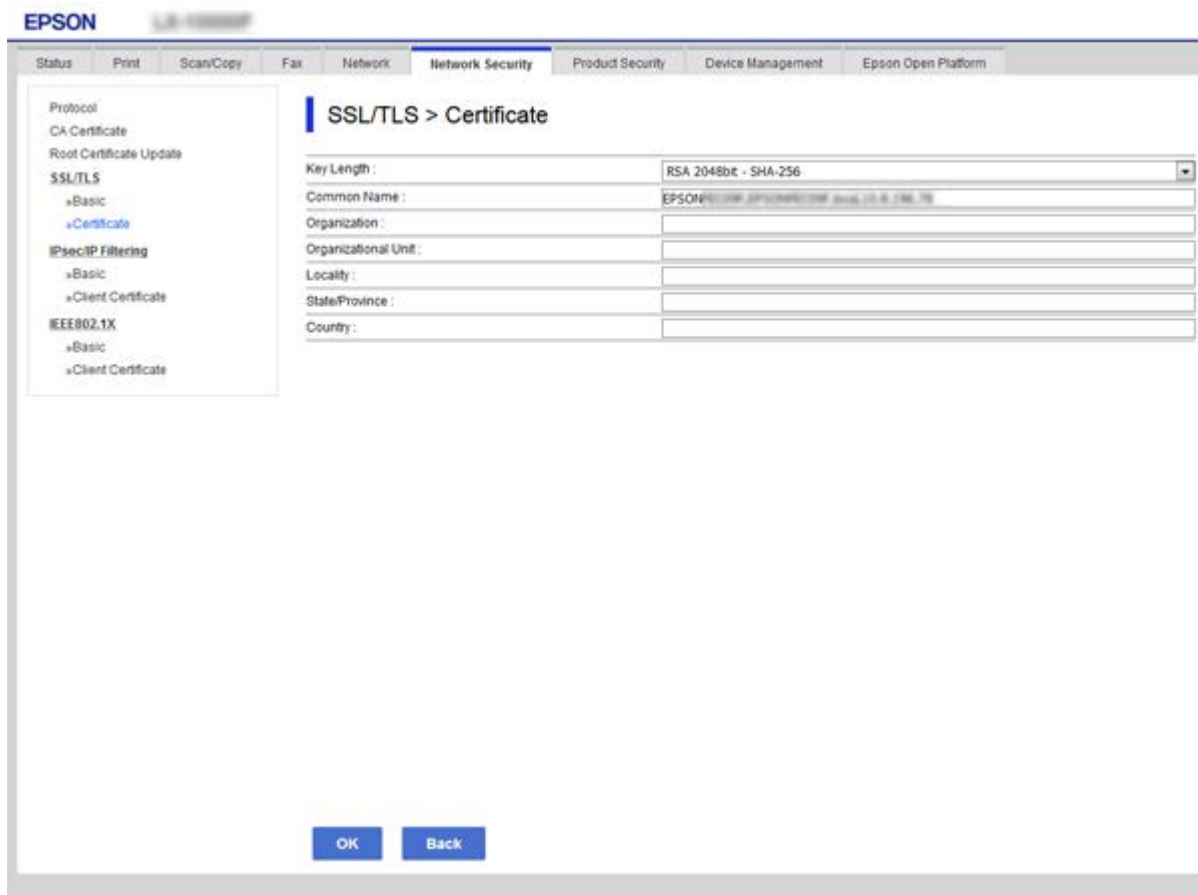 EPSON
Status Print Scan/Copy Fax Network Network Security Product Security Device Management Epson Open Platform
Protocol
CA Certificate
Root Certificate Update
SSL/TLS
»Basic
»Certificate
IPsec/IP Filtering
»Basic
»Client Certificate
IEEE802.1X
»Basic
»Client Certificate
SSL/TLS > Certificate
Key Length : RSA 2048bit - SHA-256
Common Name : EPSON
Organization :
Organizational Unit :
Locality :
State/Province :
Country :
OK Back